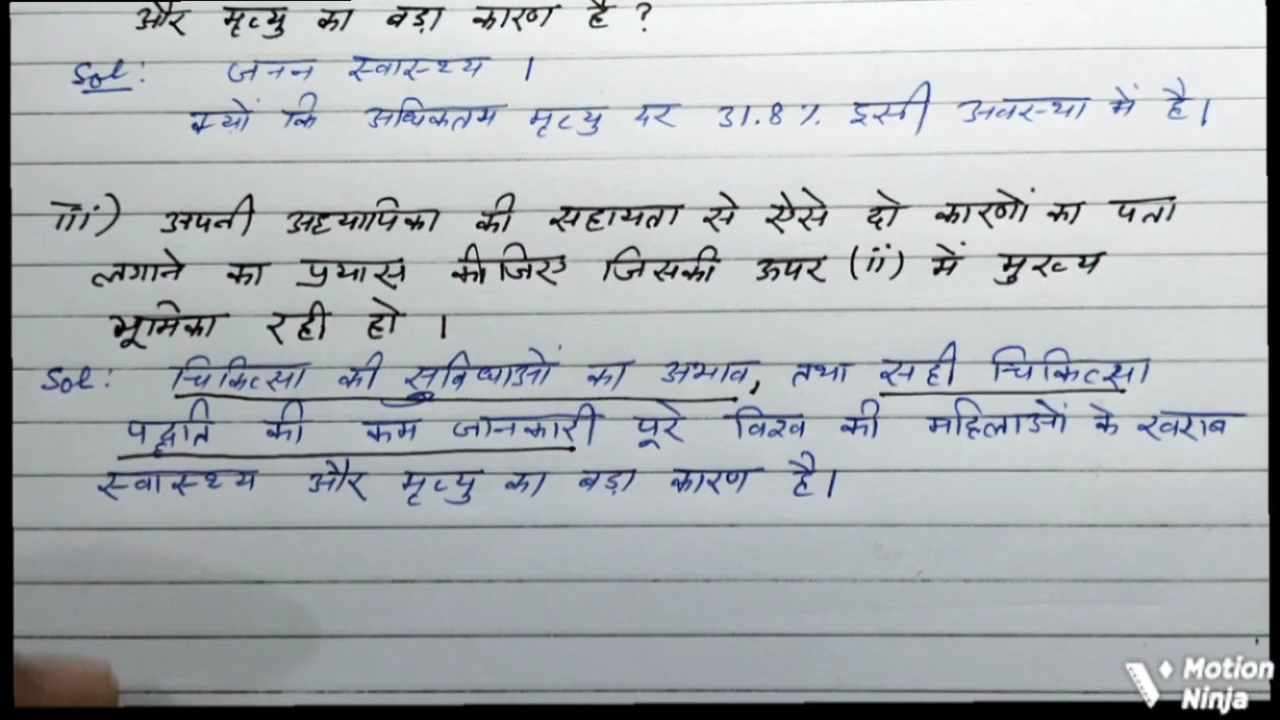 और मृत्यु का बड़ा कारण है ?
Sol: जनन स्वास्थ्य ।
क्यों कि अधिकतम मृत्यु दर 31.8 % इसी अवस्था में है।
iii) अपनी अध्यापिका की सहायता से ऐसे दो कारणों का पता
लगाने का प्रयास कीजिए जिसकी ऊपर (ii) में मुख्य
भूमिका रही हो ।
Sol: चिकित्सा की सुविधाओं का अभाव, तथा सही चिकित्सा
पद्धति की कम जानकारी पूरे विश्व की महिलाओं के खराब
स्वास्थ्य और मृत्यु का बड़ा कारण है।
Motion
Ninja